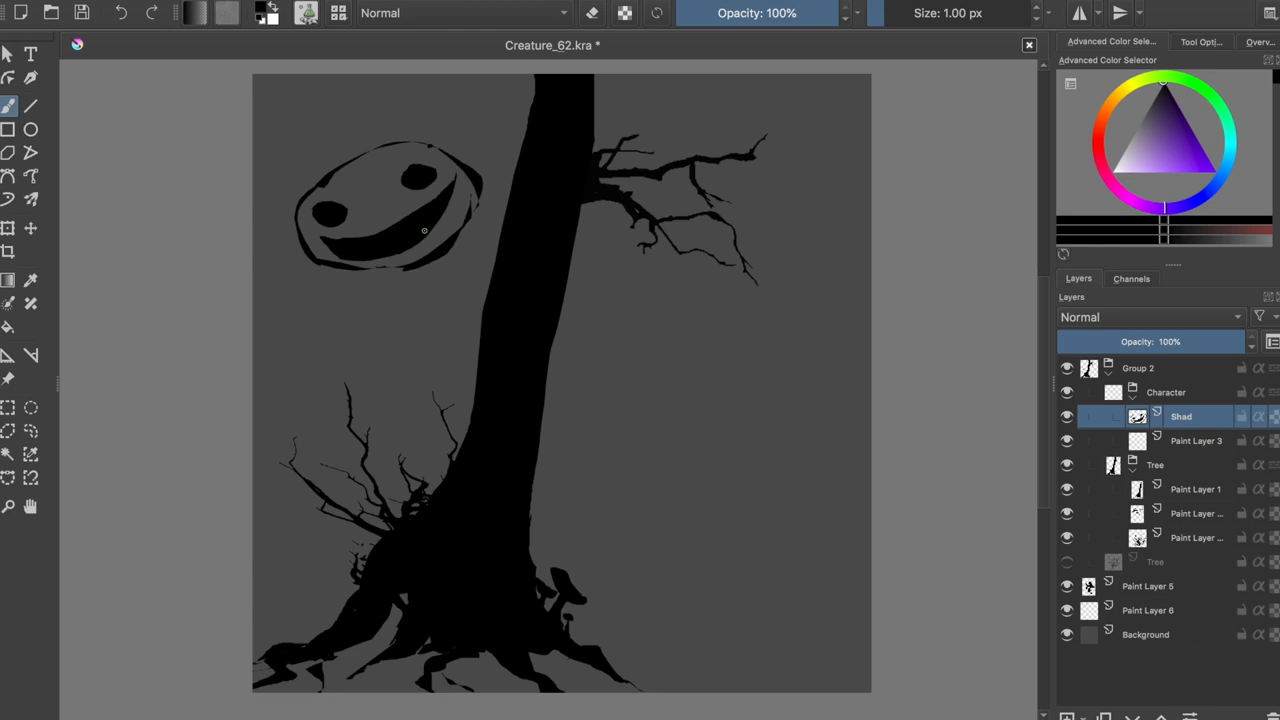 Normal
Opacity: 100%
Size: 1.00 px
Creature_62.kra *
Advanced Color Sele...
Tool Opt¡...
Overv...
Advanced Color Selector
Layers
Channels
Layers
Normal
Opacity: 100%
Group 2
Character
Shad
Paint Layer 3
Tree
Paint Layer 1
Paint Layer ...
Paint Layer ...
Tree
Paint Layer 5
Paint Layer 6
Background